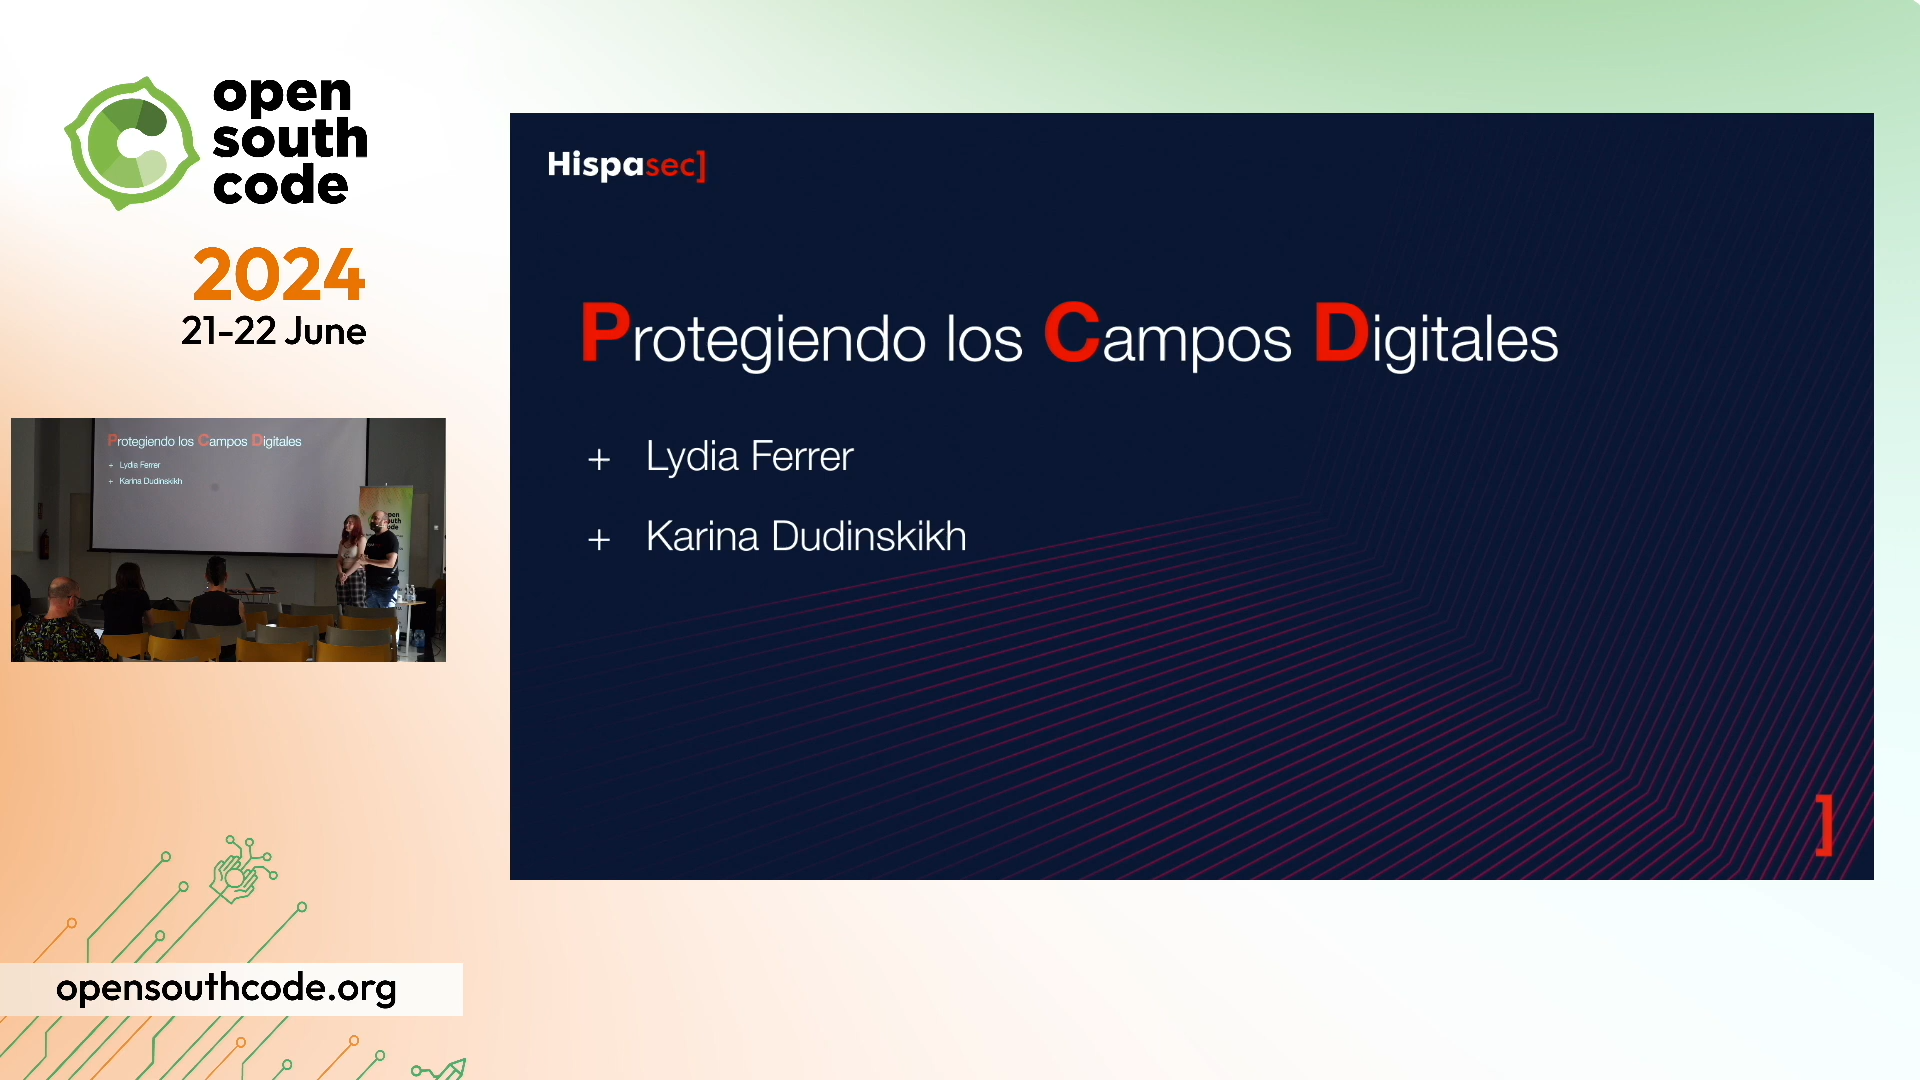 open
south
code
2024
21-22 June
Protegiendo los Campos Digitales
+ Lydia Ferrer
+ Karina Dudinskikh
opensouthcode.org
Hispasec]
Protegiendo los Campos Digitales
+ Lydia Ferrer
+ Karina Dudinskikh
]